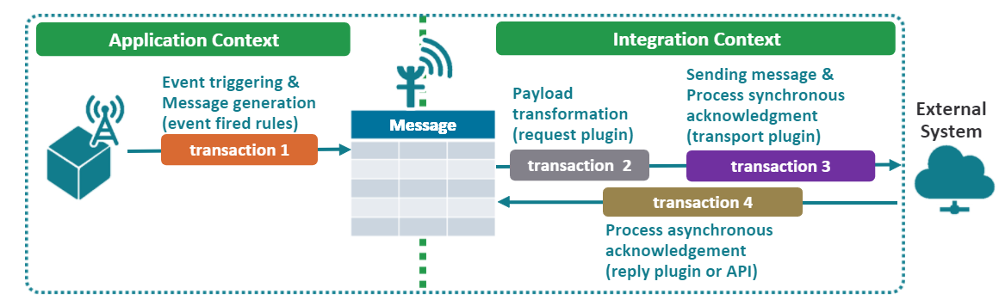 Application Context
Integration Context
Event triggering &
Message generation
(event fired rules)
transaction 1
Message
Payload
transformation
(request plugin)
transaction  2
Sending message &
Process synchronous
acknowledgment
(transport plugin)
transaction 3
External
System
transaction 4
Process asynchronous
acknowledgement
(reply plugin or API)